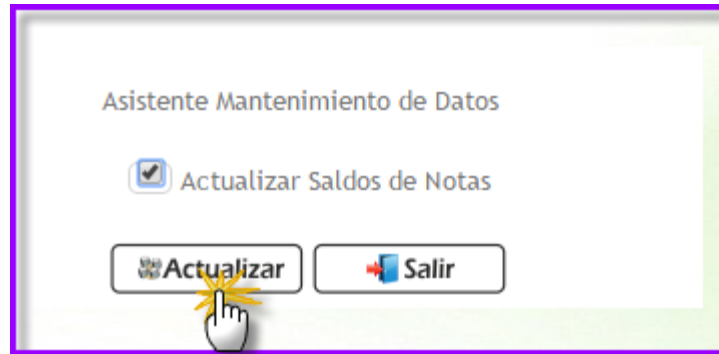 Asistente Mantenimiento de Datos
Actualizar Saldos de Notas
Actualizar Salir